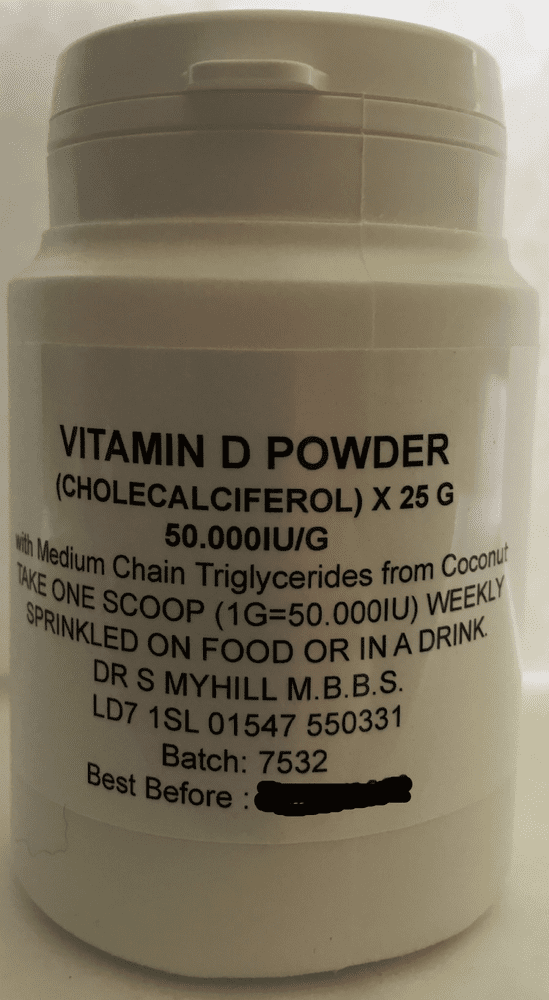 VITAMIN D POWDER
(CHOLECALCIFEROL) X 25 G
50.000IU/G
with Medium Chain Triglycerides from Coconut
TAKE ONE SCOOP (1G=50.000IU) WEEKLY
SPRINKLED ON FOOD OR IN A DRINK.
DR S MYHILL M.B.B.S.
LD7 1SL 01547 550331
Batch: 7532
Best Before :